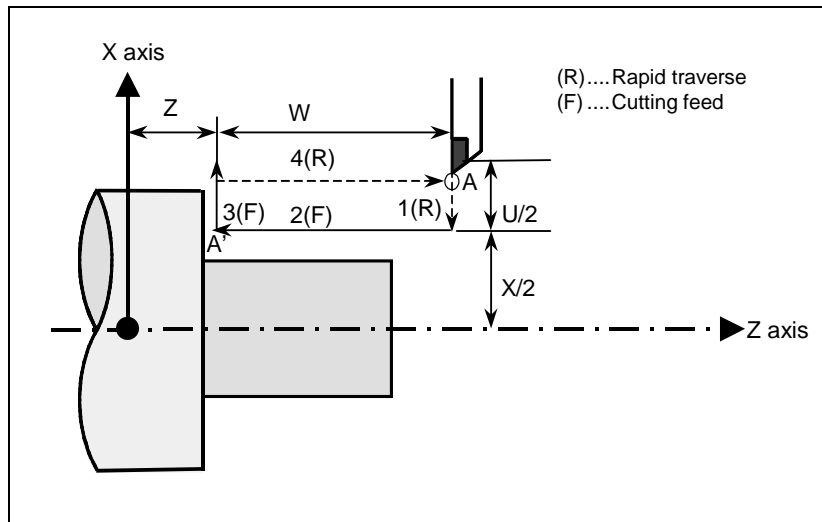 X axis
(R)....Rapid traverse
(F) ....Cutting feed
Z
W
4(R)
A
3(F)
2(F)
1(R)
U/2
A’
X/2
Z axis